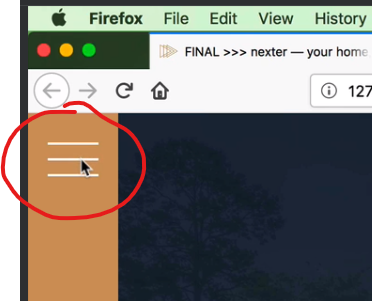 Firefox File Edit View History
FINAL >>> nexter — your home
127